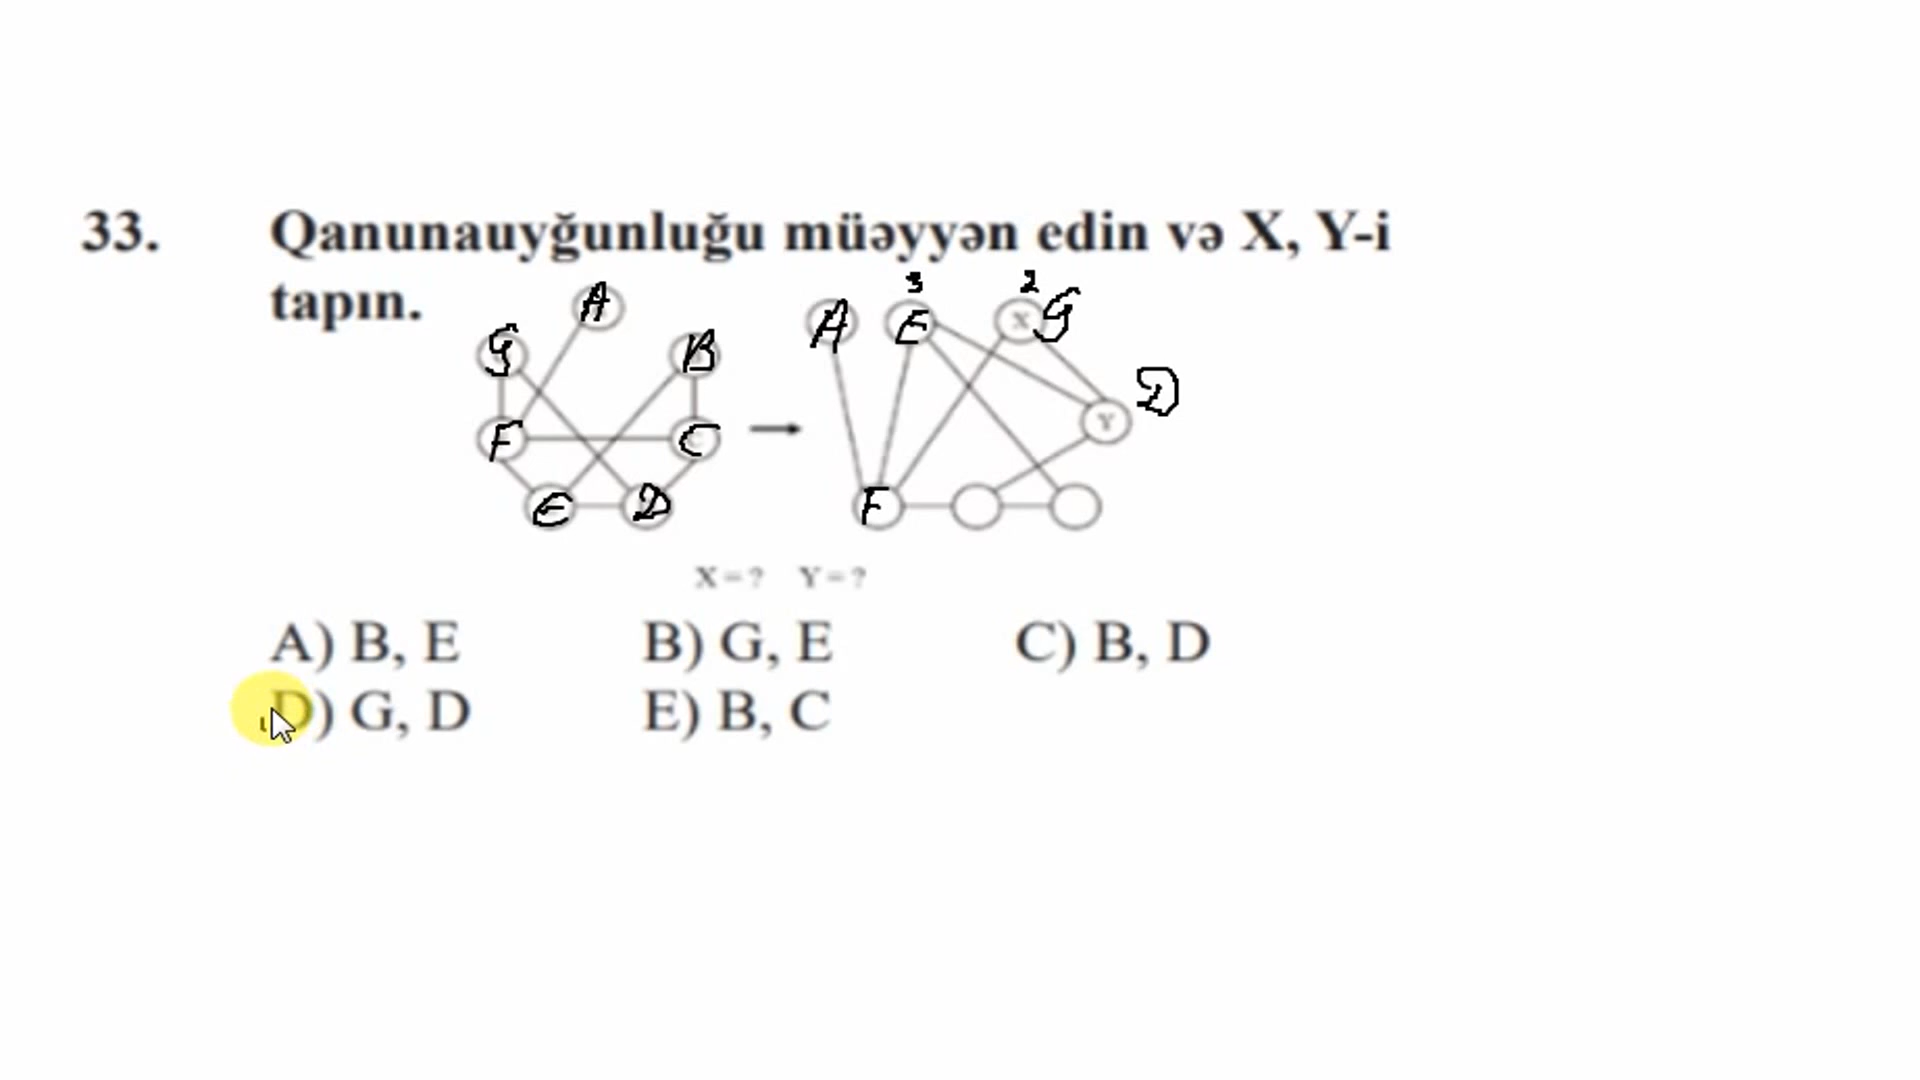 33. Qanunauyğunluğu müəyyən edin və X, Y-i
tapın.
A
G B
F C
E D
3 2
A E X G
Y D
F
X = ? Y = ?
A) B, E B) G, E C) B, D
D) G, D E) B, C